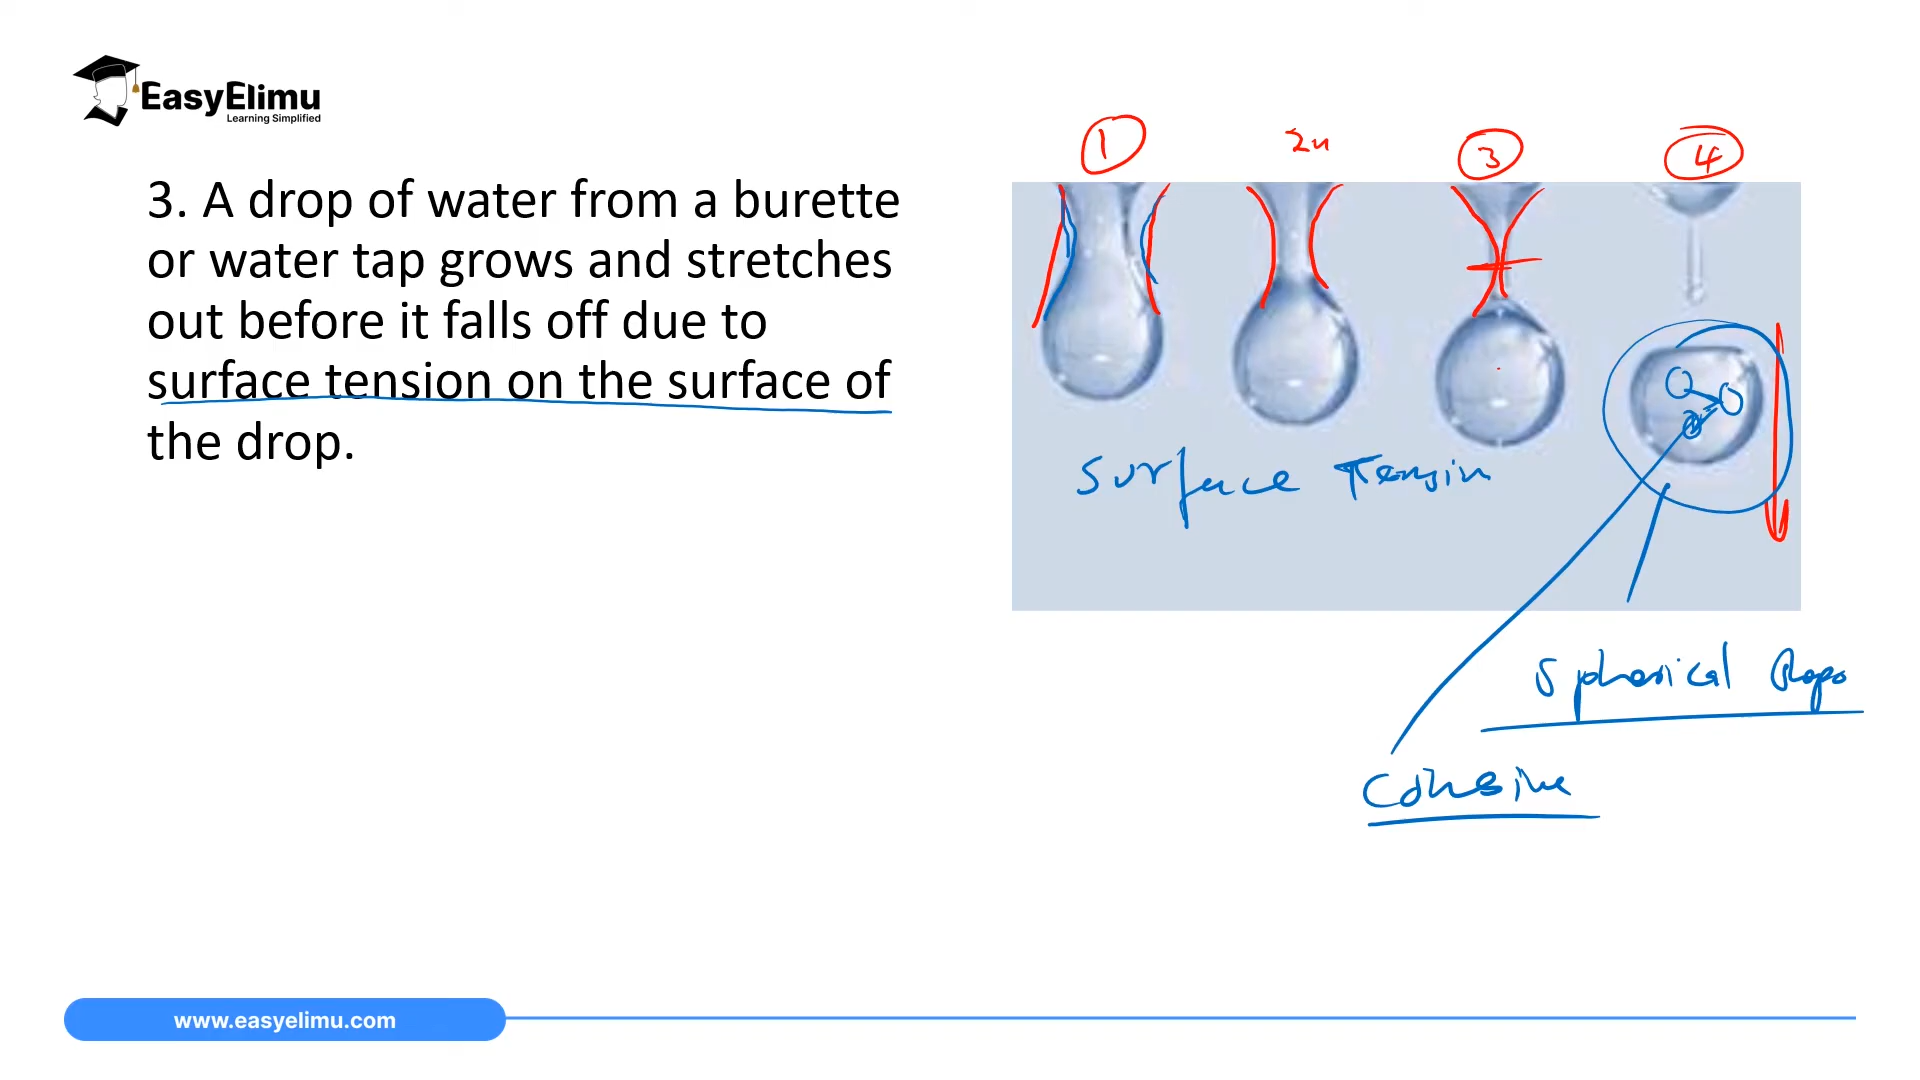 EasyElimu
Learning Simplified
3. A drop of water from a burette
or water tap grows and stretches
out before it falls off due to
surface tension on the surface of
the drop.
1
3
4
Surface Tension
Spherical
Cohesive
www.easyelimu.com